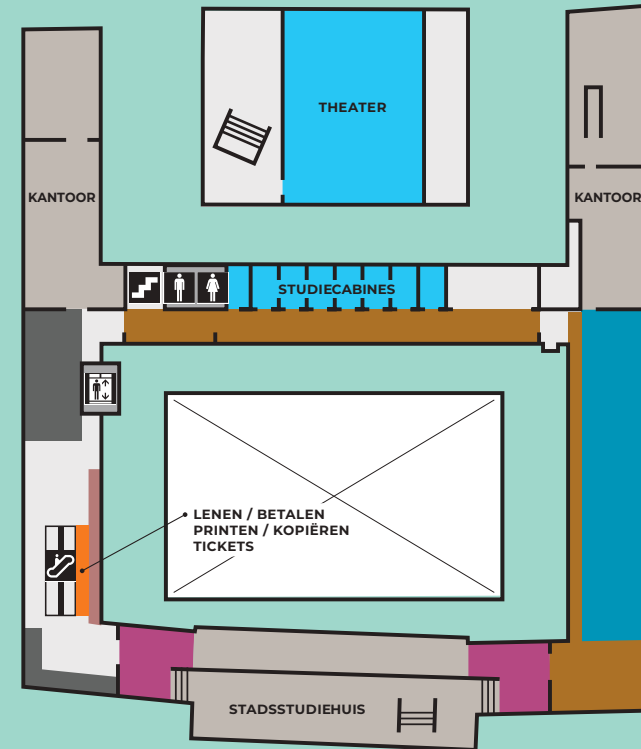 THEATER
KANTOOR
KANTOOR
STUDIECABINES
LENEN / BETALEN
PRINTEN / KOPIËREN
TICKETS
STADSSTUDIEHUIS